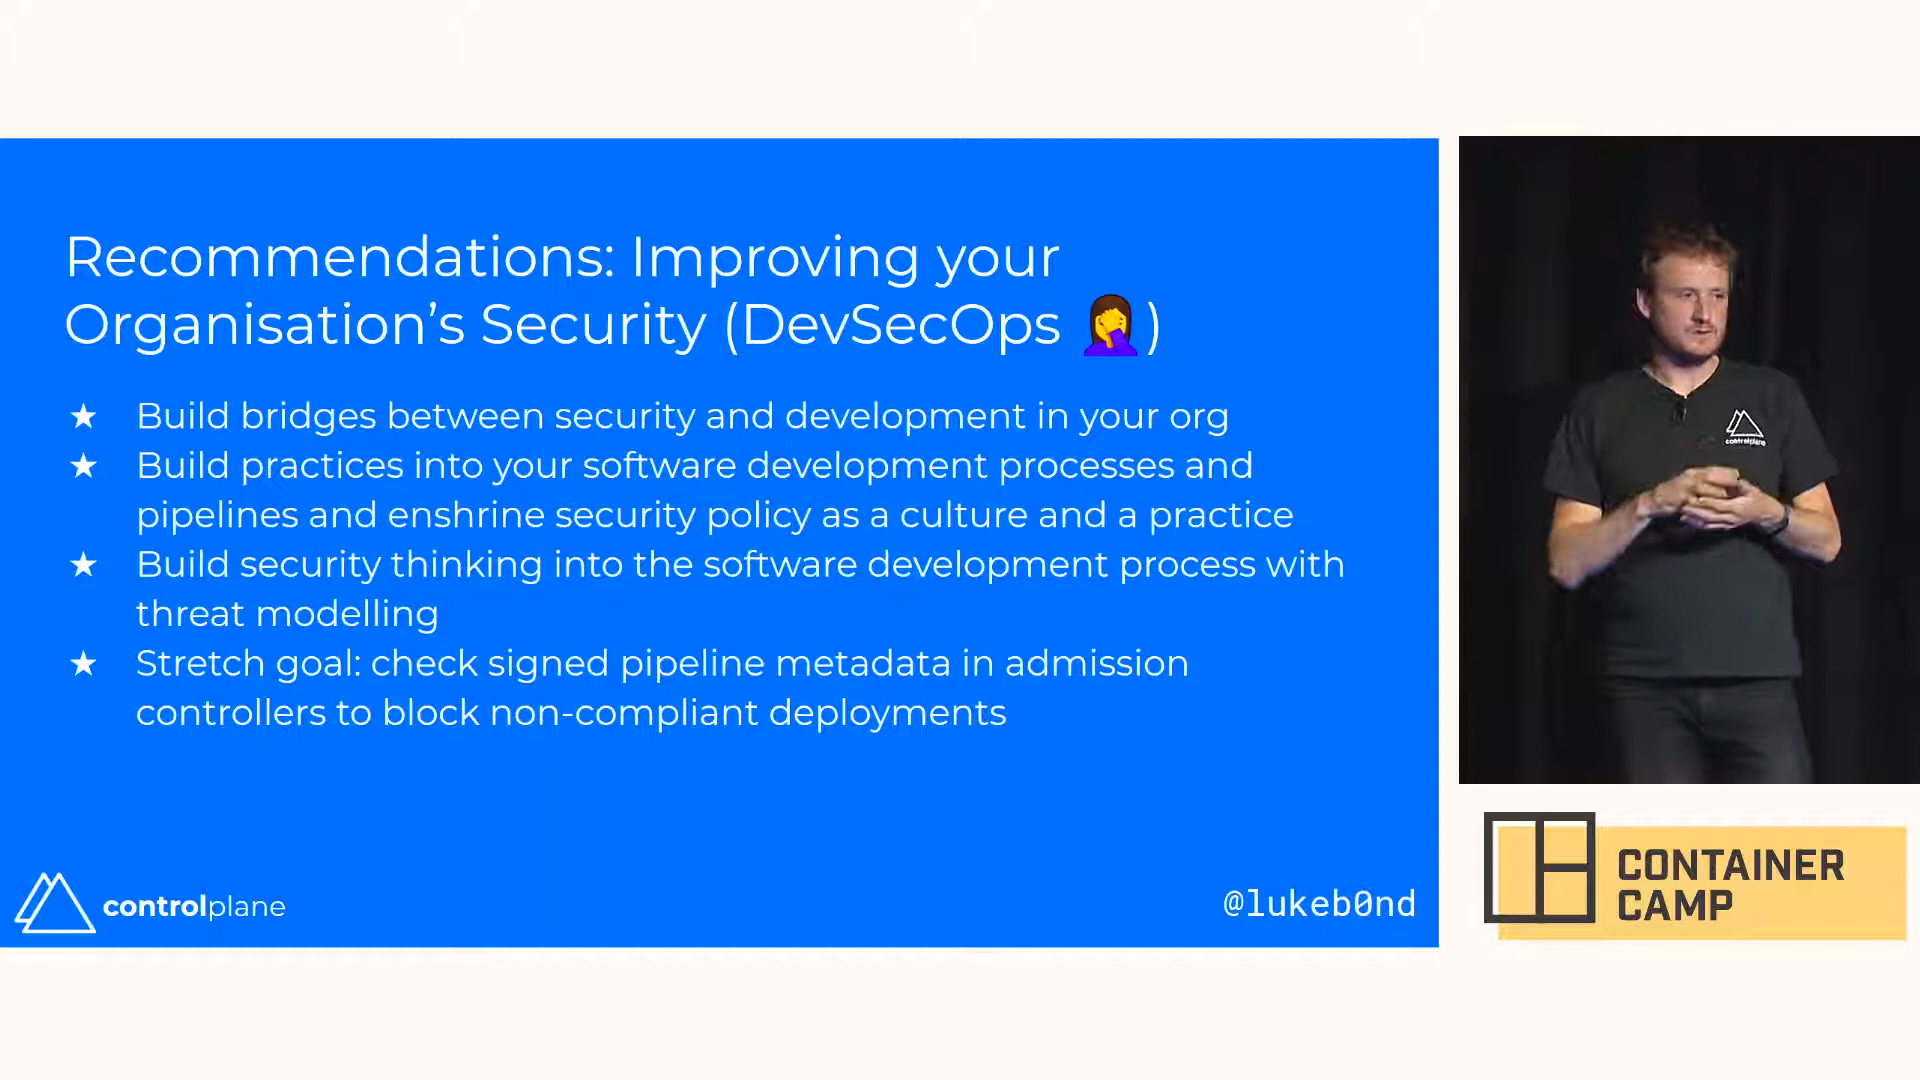 Recommendations: Improving your
Organisation’s Security (DevSecOps 🤦‍♀️)
★ Build bridges between security and development in your org
★ Build practices into your software development processes and
pipelines and enshrine security policy as a culture and a practice
★ Build security thinking into the software development process with
threat modelling
★ Stretch goal: check signed pipeline metadata in admission
controllers to block non-compliant deployments
controlplane
@lukeb0nd
controlplane
CONTAINER
CAMP